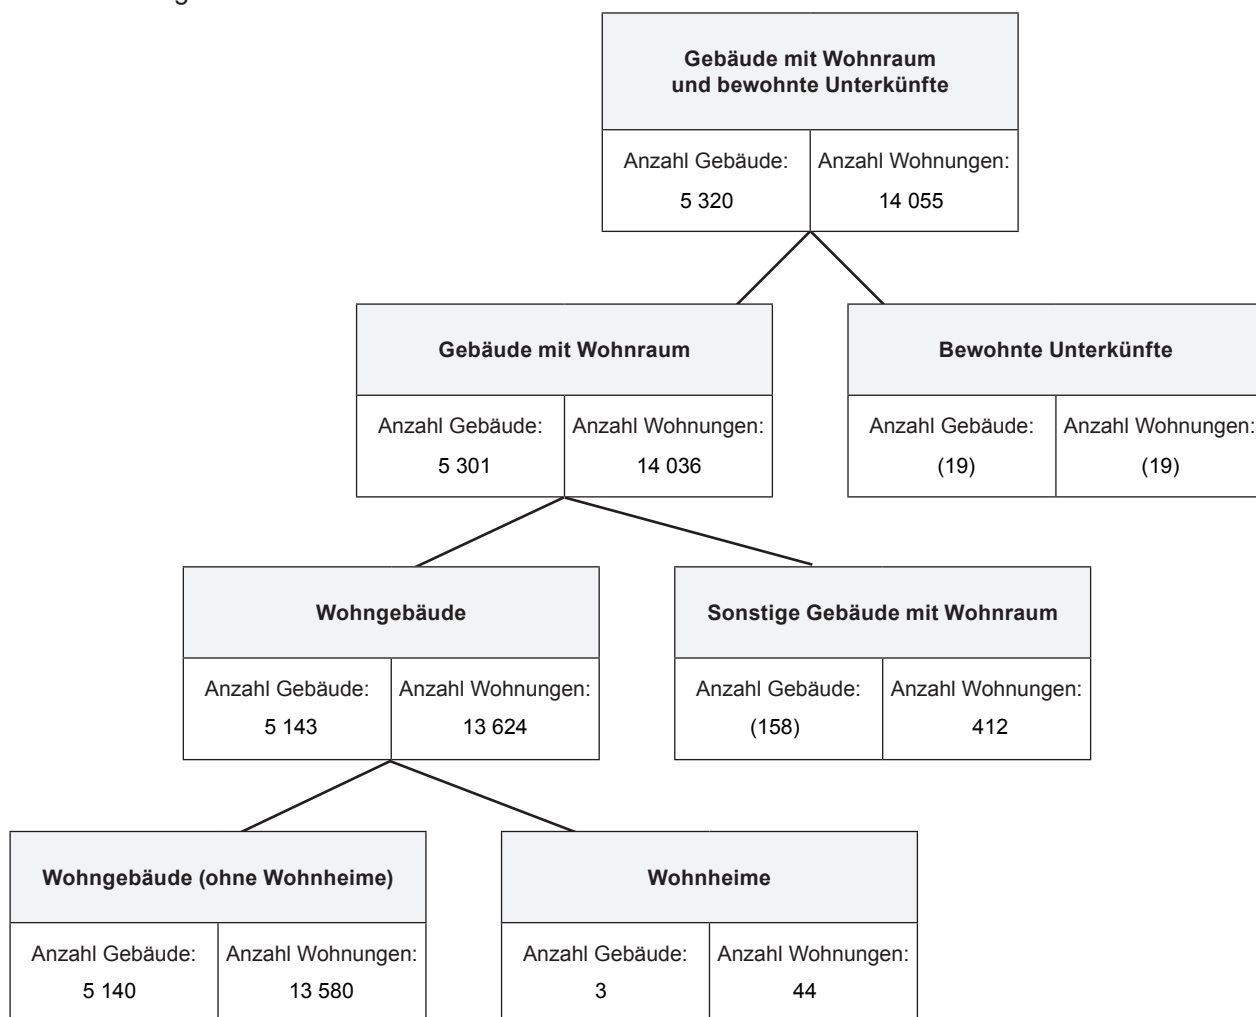 Gebäude mit Wohnraum
und bewohnte Unterkünfte
Anzahl Gebäude: Anzahl Wohnungen:
5 320 14 055
Gebäude mit Wohnraum Bewohnte Unterkünfte
Anzahl Gebäude: Anzahl Wohnungen: Anzahl Gebäude: Anzahl Wohnungen:
5 301 14 036 (19) (19)
Wohngebäude Sonstige Gebäude mit Wohnraum
Anzahl Gebäude: Anzahl Wohnungen: Anzahl Gebäude: Anzahl Wohnungen:
5 143 13 624 (158) 412
Wohngebäude (ohne Wohnheime) Wohnheime
Anzahl Gebäude: Anzahl Wohnungen: Anzahl Gebäude: Anzahl Wohnungen:
5 140 13 580 3 44